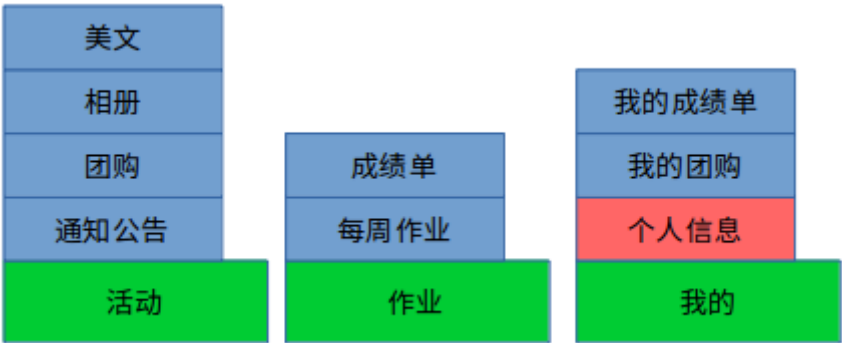 美文
相册
团购
通知公告
活动
成绩单
每周作业
作业
我的成绩单
我的团购
个人信息
我的